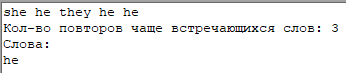 she he they he he
Кол-во повторов чаще встречающихся слов: 3
Слова:
he